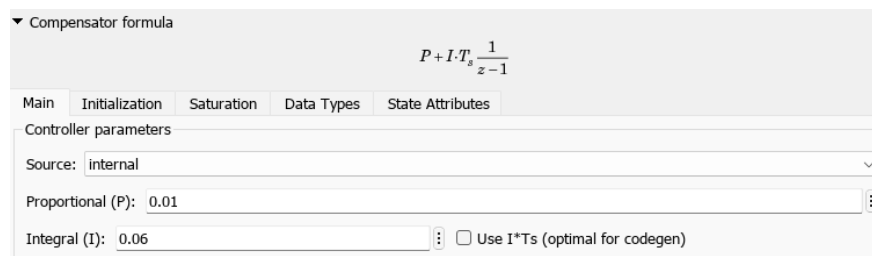 Compensator formula
P + I·Ts 1/(z−1)
Main Initialization Saturation Data Types State Attributes
Controller parameters
Source: internal
Proportional (P): 0.01
Integral (I): 0.06 Use I*Ts (optimal for codegen)